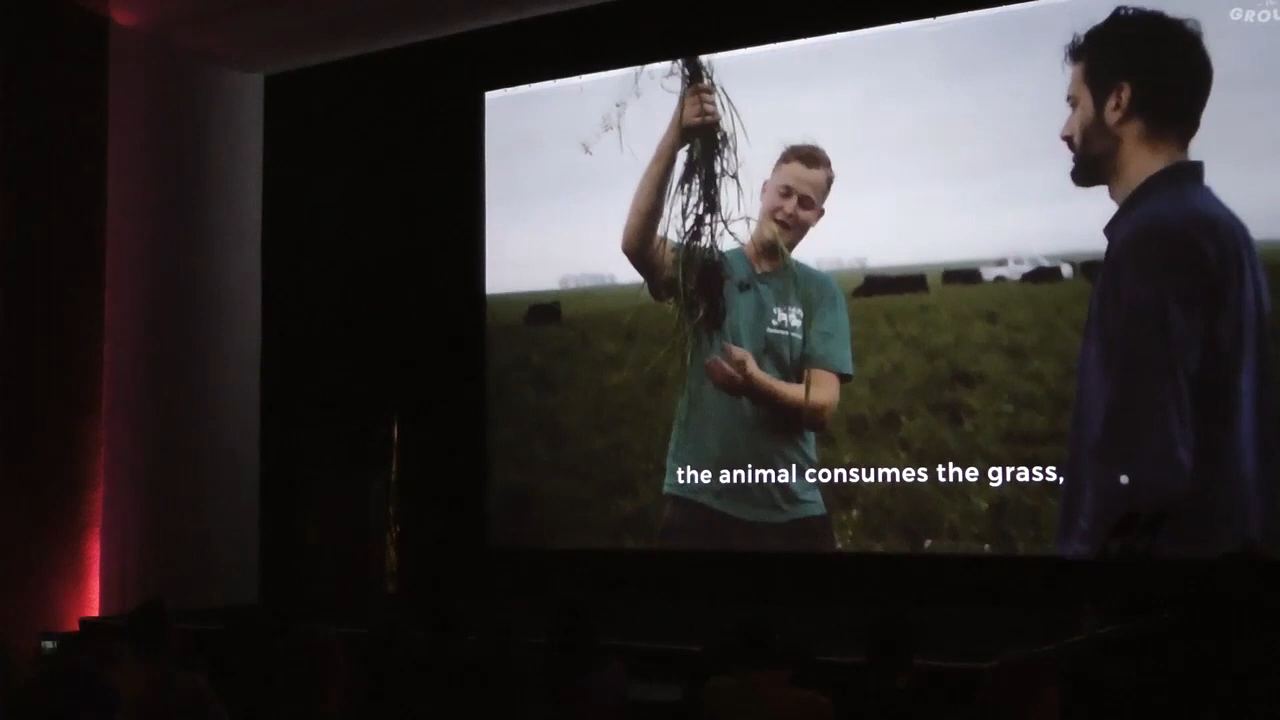 the animal consumes the grass,